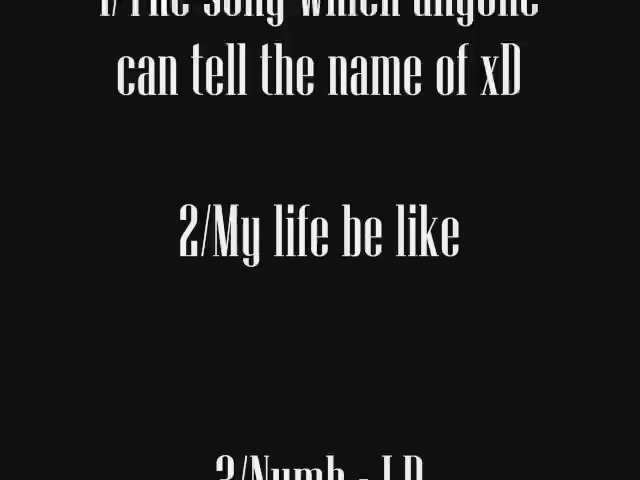 1/The song which anyone
can tell the name of xD
2/My life be like
3/Numb - LP